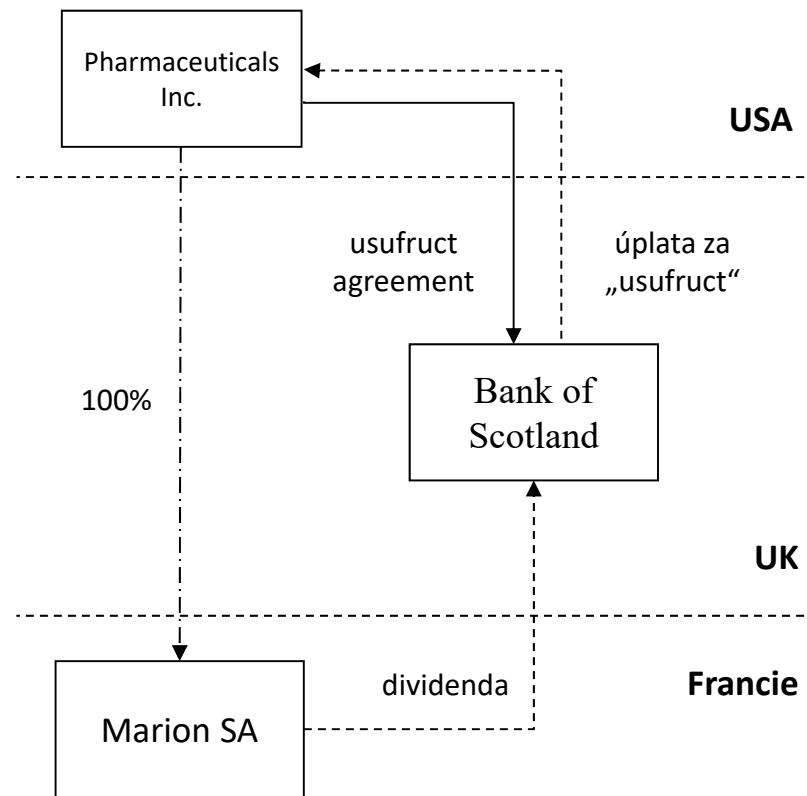 Pharmaceuticals
Inc.
USA
usufruct
agreement
úplata za
„usufruct“
100%
Bank of
Scotland
UK
dividenda
Francie
Marion SA